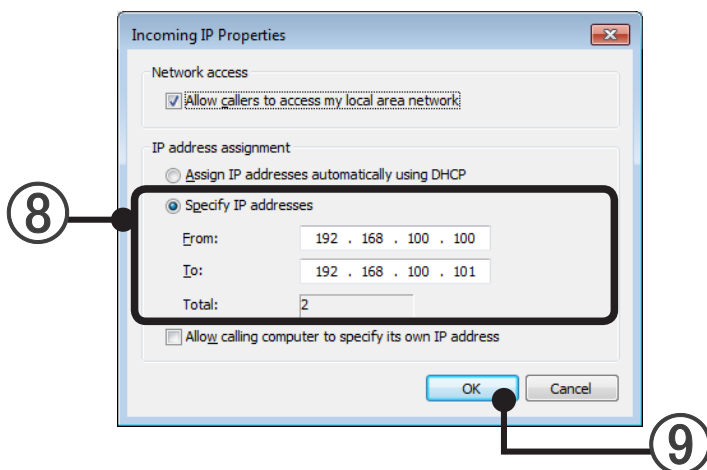 Incoming IP Properties
Network access
Allow callers to access my local area network
IP address assignment
Assign IP addresses automatically using DHCP
⑧
Specify IP addresses
From: 192 . 168 . 100 . 100
To: 192 . 168 . 100 . 101
Total: 2
Allow calling computer to specify its own IP address
OK Cancel
⑨